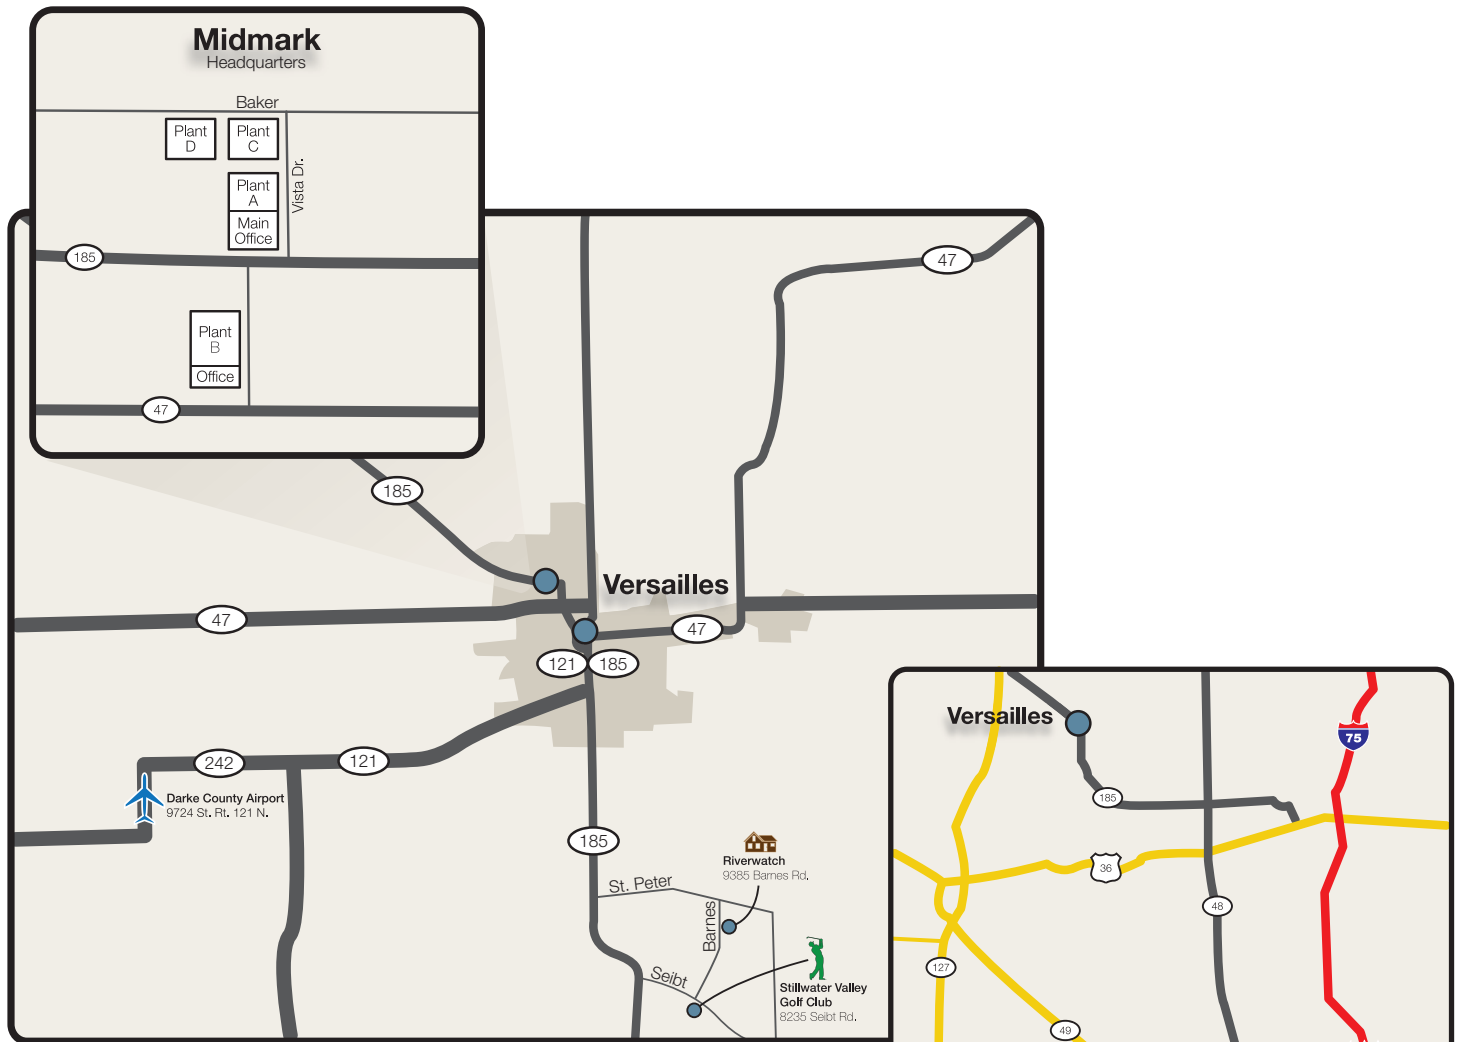 Midmark
Headquarters
Baker
Plant
D
Plant
C
Vista Dr.
Plant
A
Main
Office
185
Plant
B
Office
47
47
185
Versailles
47
47
121
185
242
121
Darke County Airport
9724 St. Rt. 121 N.
185
Riverwatch
9385 Barnes Rd.
St. Peter
Barnes
Seibt
Stillwater Valley
Golf Club
8235 Seibt Rd.
Versailles
75
185
36
48
127
49